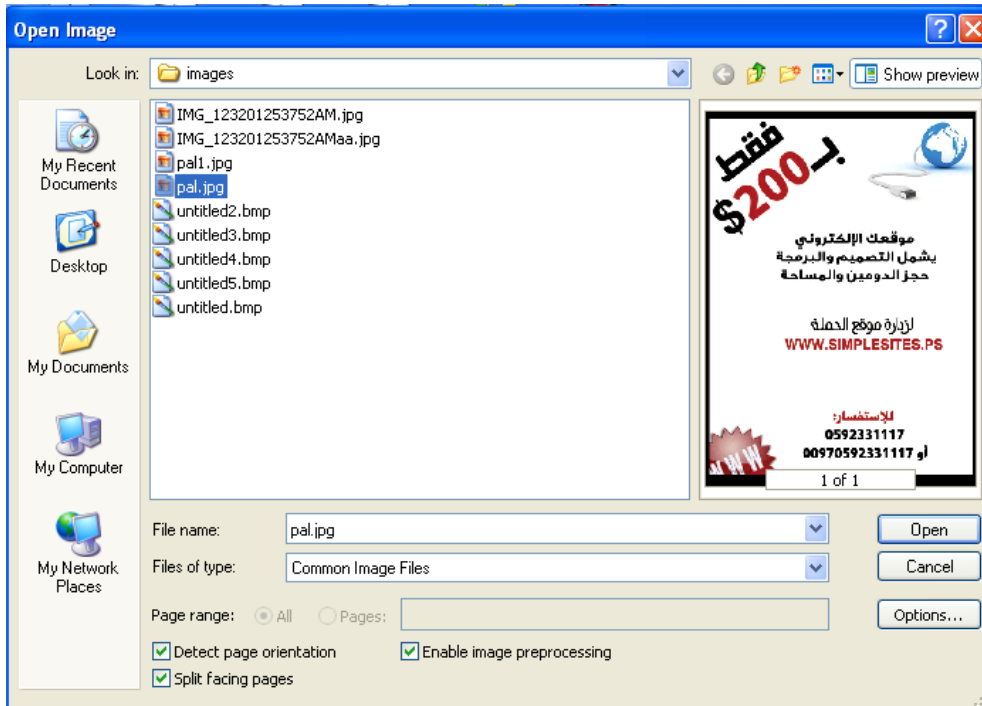 Open Image
Look in:
images
Show preview
My Recent
Documents
Desktop
My Documents
My Computer
My Network
Places
IMG_123201253752AM.jpg
IMG_123201253752AMaa.jpg
pal1.jpg
pal.jpg
untitled2.bmp
untitled3.bmp
untitled4.bmp
untitled5.bmp
untitled.bmp
فقط
بـ 200$
موقعك الإلكتروني
يشمل التصميم والبرمجة
حجز الدومين والمساحة
لزيارة موقع الحملة
WWW.SIMPLESITES.PS
للإستفسار:
0592331117
أو 00970592331117
WWW
1 of 1
File name:
pal.jpg
Open
Files of type:
Common Image Files
Cancel
Page range:
All
Pages:
Options...
Detect page orientation
Enable image preprocessing
Split facing pages